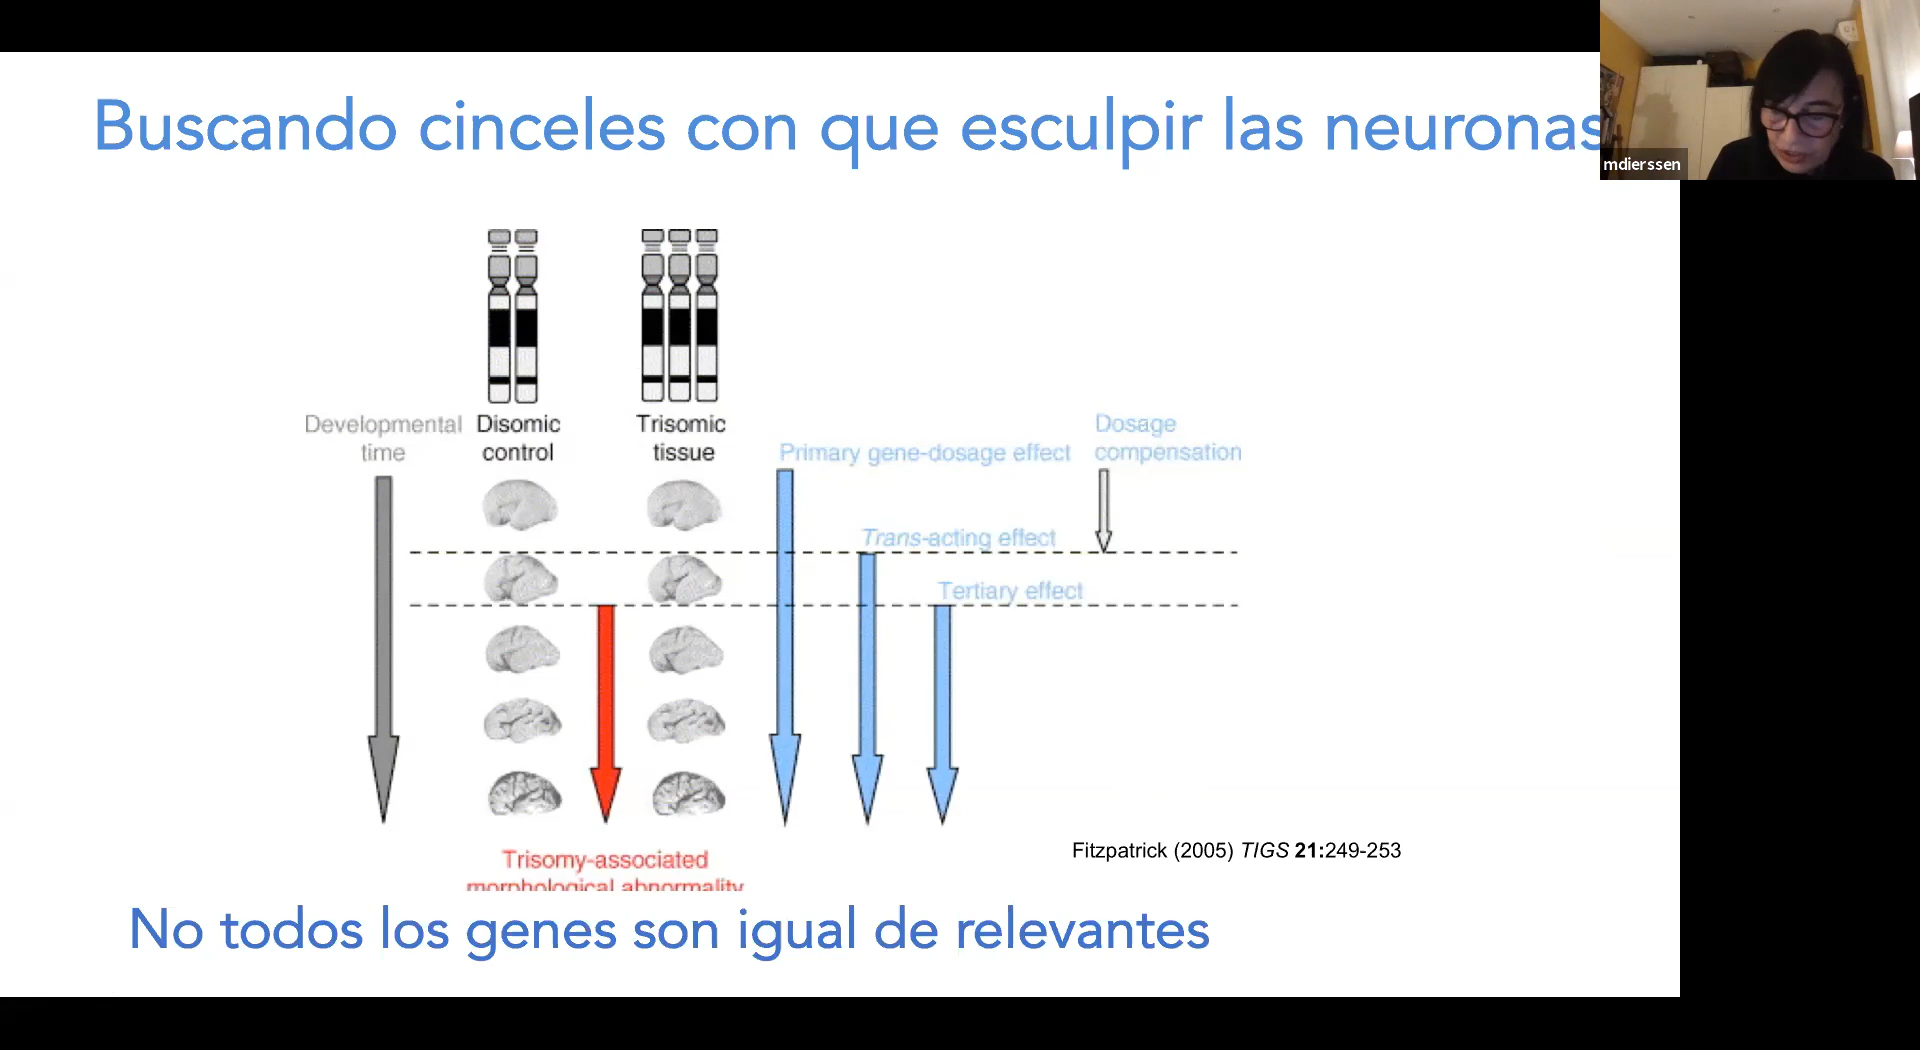 Buscando cinceles con que esculpir las neuronas
mdierssen
Developmental
time
Disomic
control
Trisomic
tissue
Primary gene-dosage effect
Dosage
compensation
Trans-acting effect
Tertiary effect
Trisomy-associated
morphological abnormality
Fitzpatrick (2005) TIGS 21:249-253
No todos los genes son igual de relevantes